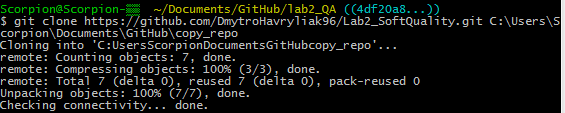 Scorpion@Scorpion-▒▒ ~/Documents/GitHub/lab2_QA ((4df20a8...))
$ git clone https://github.com/DmytroHavryliak96/Lab2_SoftQuality.git C:\Users\S
corpion\Documents\GitHub\copy_repo
Cloning into 'C:UsersScorpionDocumentsGitHubcopy_repo'...
remote: Counting objects: 7, done.
remote: Compressing objects: 100% (3/3), done.
remote: Total 7 (delta 0), reused 7 (delta 0), pack-reused 0
Unpacking objects: 100% (7/7), done.
Checking connectivity... done.